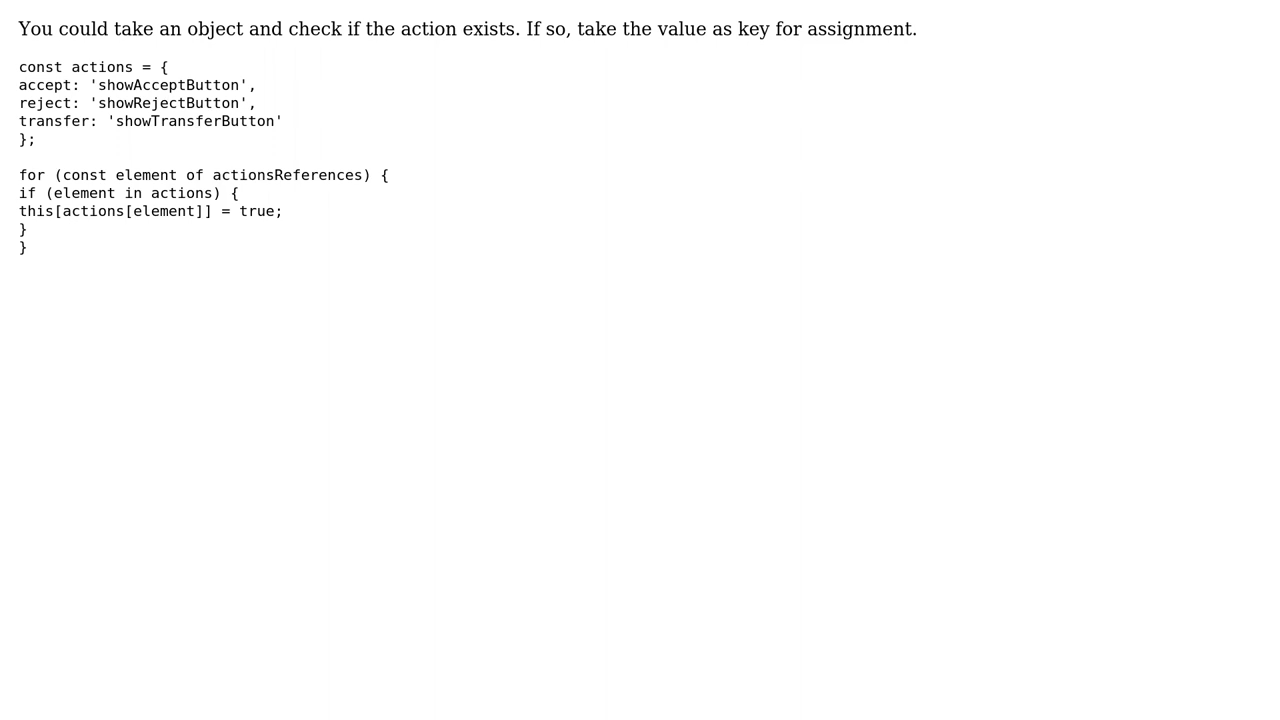 You could take an object and check if the action exists. If so, take the value as key for assignment.
const actions = {
accept: 'showAcceptButton',
reject: 'showRejectButton',
transfer: 'showTransferButton'
};
for (const element of actionsReferences) {
if (element in actions) {
this[actions[element]] = true;
}
}